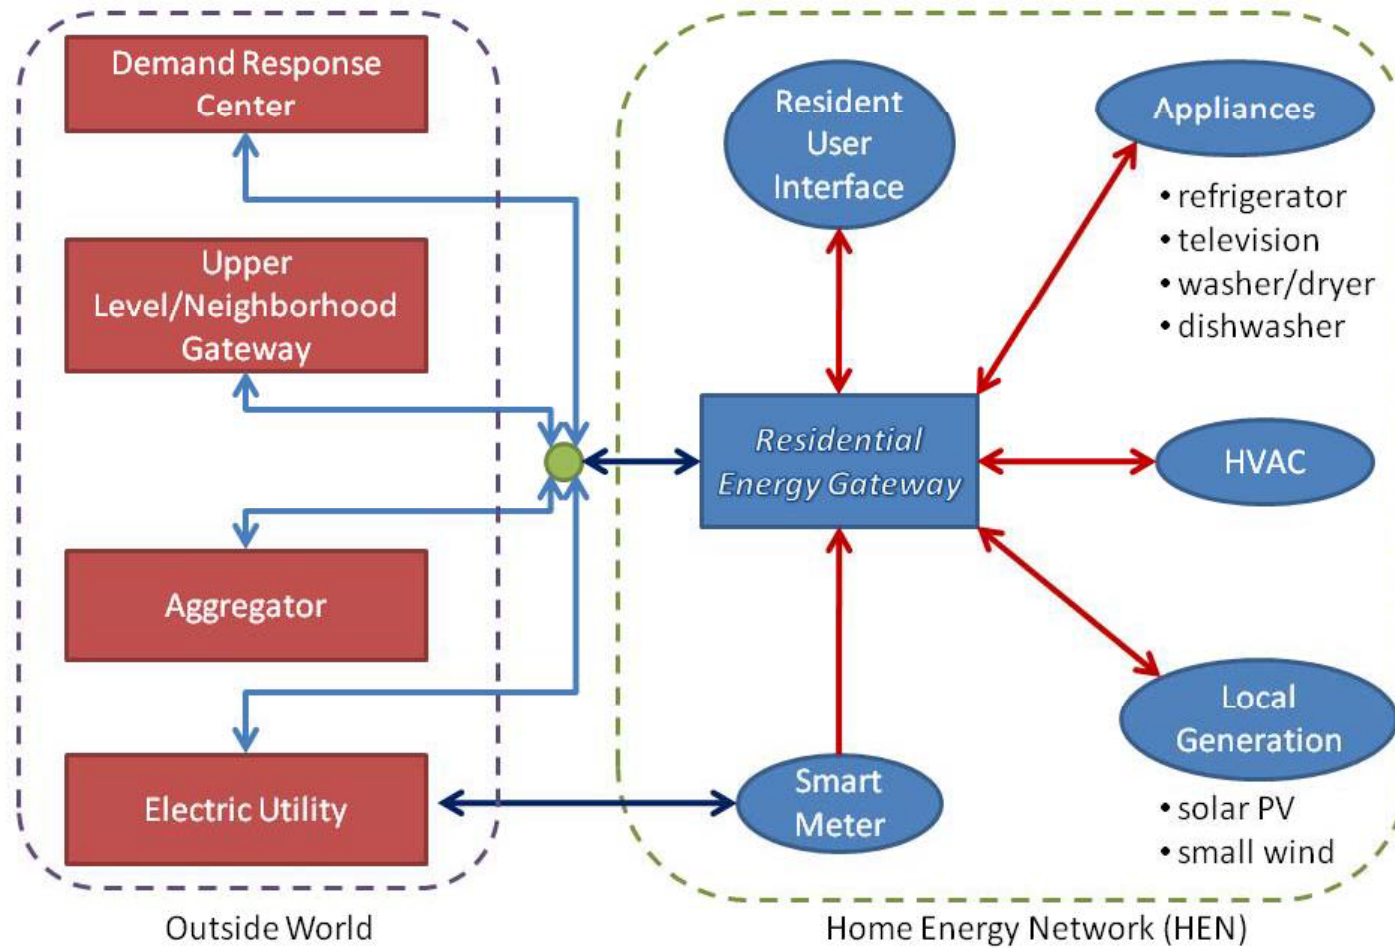 Demand Response
Center
Upper
Level/Neighborhood
Gateway
Aggregator
Electric Utility
Outside World
Resident
User
Interface
Appliances
• refrigerator
• television
• washer/dryer
• dishwasher
Residential
Energy Gateway
HVAC
Local
Generation
• solar PV
• small wind
Smart
Meter
Home Energy Network (HEN)